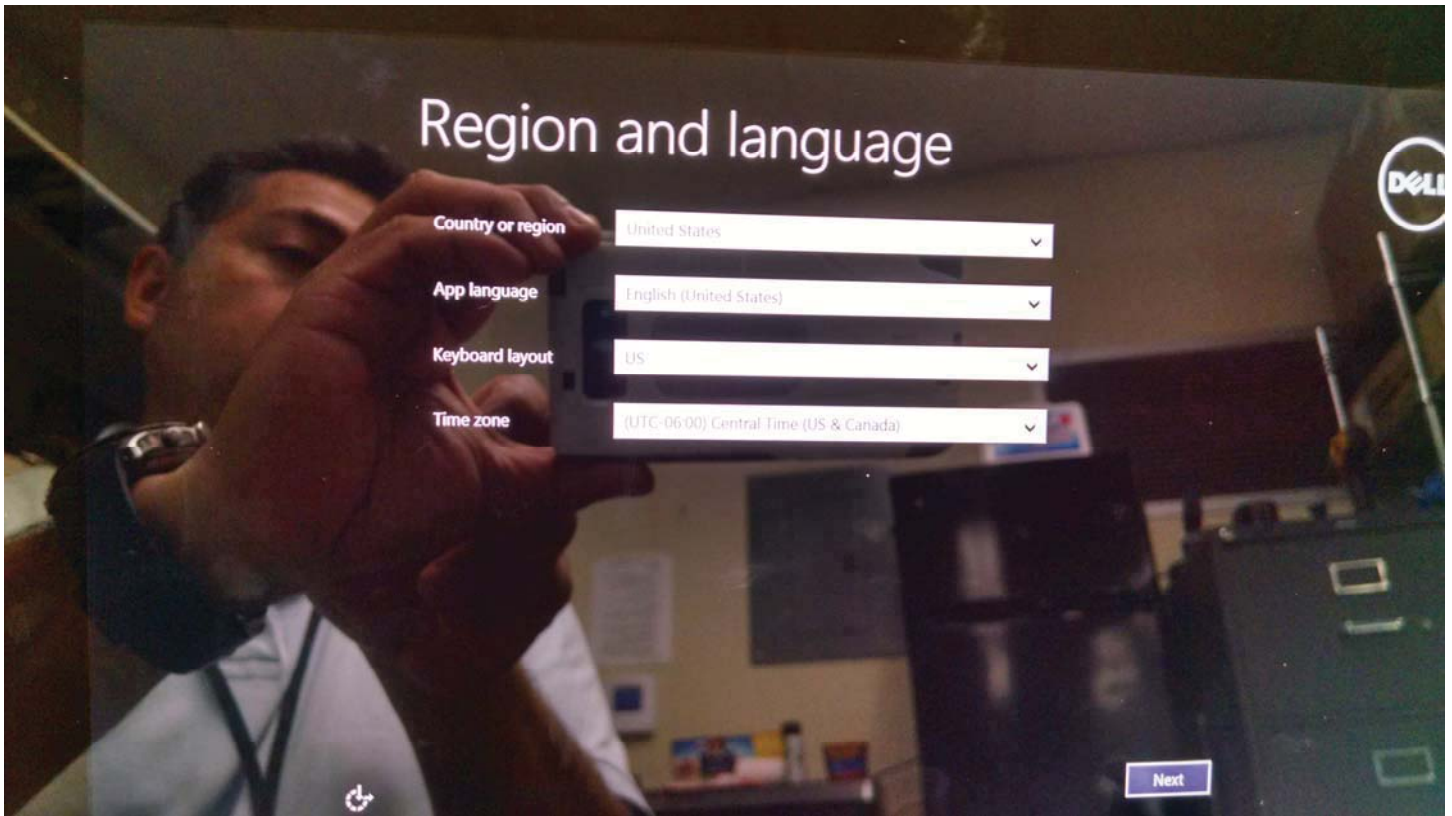 Region and language
DELL
Country or region
United States
App language
English (United States)
Keyboard layout
US
Time zone
(UTC-06:00) Central Time (US & Canada)
Next